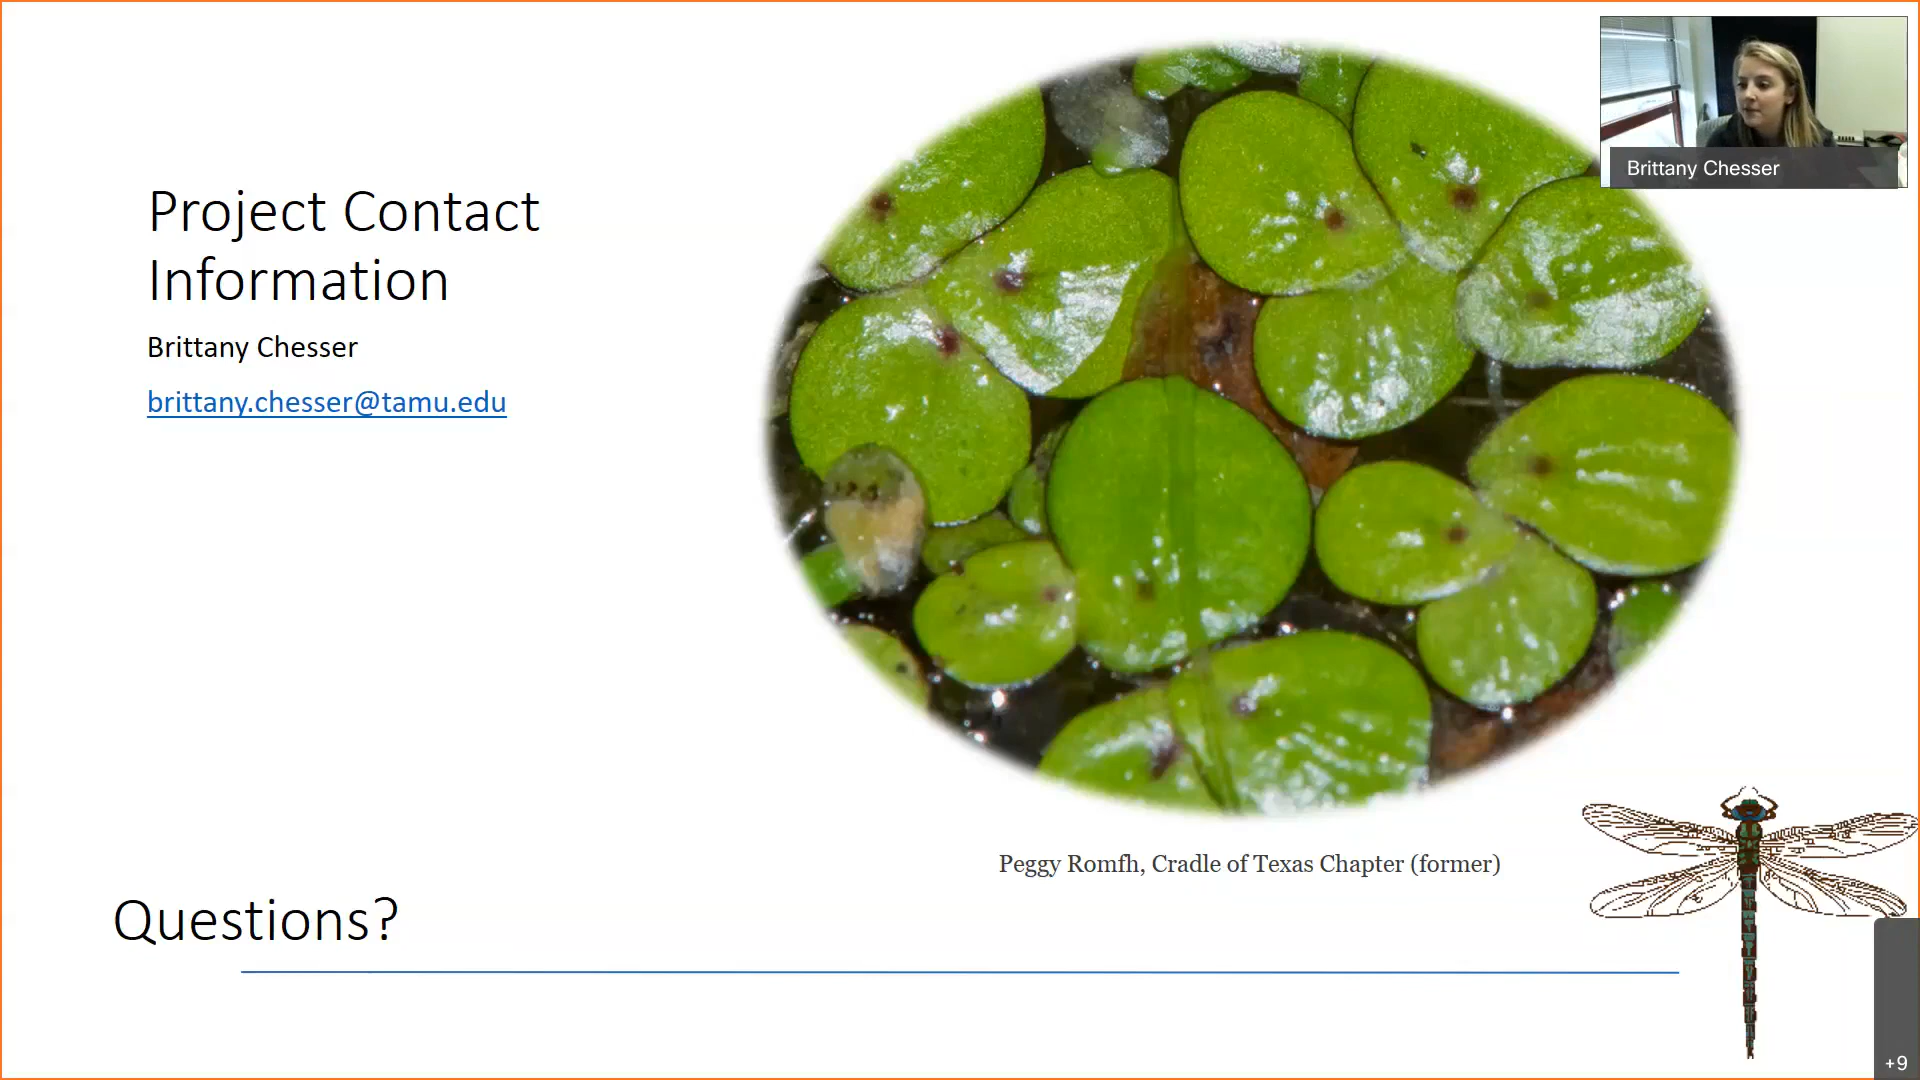 Project Contact
Information
Brittany Chesser
brittany.chesser@tamu.edu
Brittany Chesser
Peggy Romfh, Cradle of Texas Chapter (former)
Questions?
+9